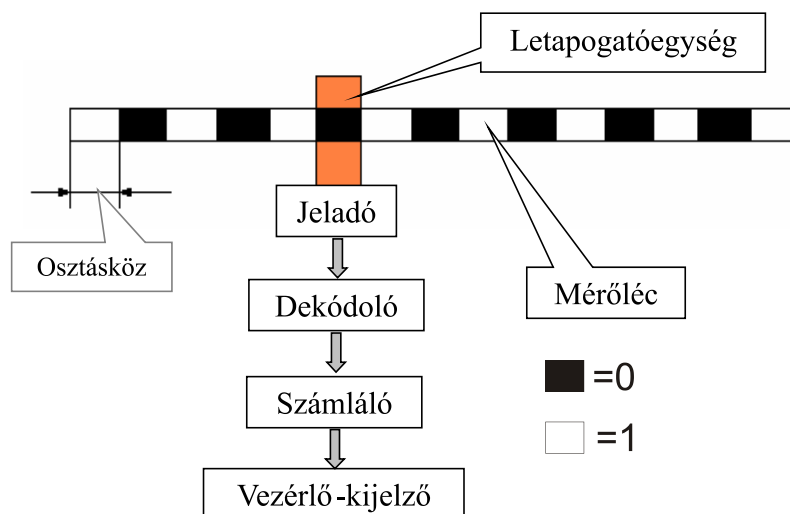 Letapogatóegység
Jeladó
Osztásköz
Dekódoló
Mérőléc
=0
Számláló
=1
Vezérlő-kijelző